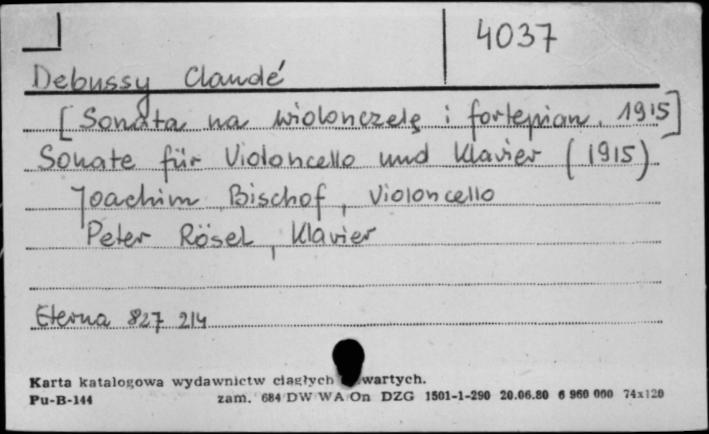 4037
Debussy Claudé
[Sonata na wiolonczelę i fortepian. 1915]
Sonate für Violoncello und Klavier (1915)
Joachim Bischof, Violoncello
Peter Rösel, Klavier
Eterna 827 214
Karta katalogowa wydawnictw ciągłych wartych.
Pu-B-144 zam. 684 DW WA On DZG 1501-1-290 20.06.80 6 960 000 74x120